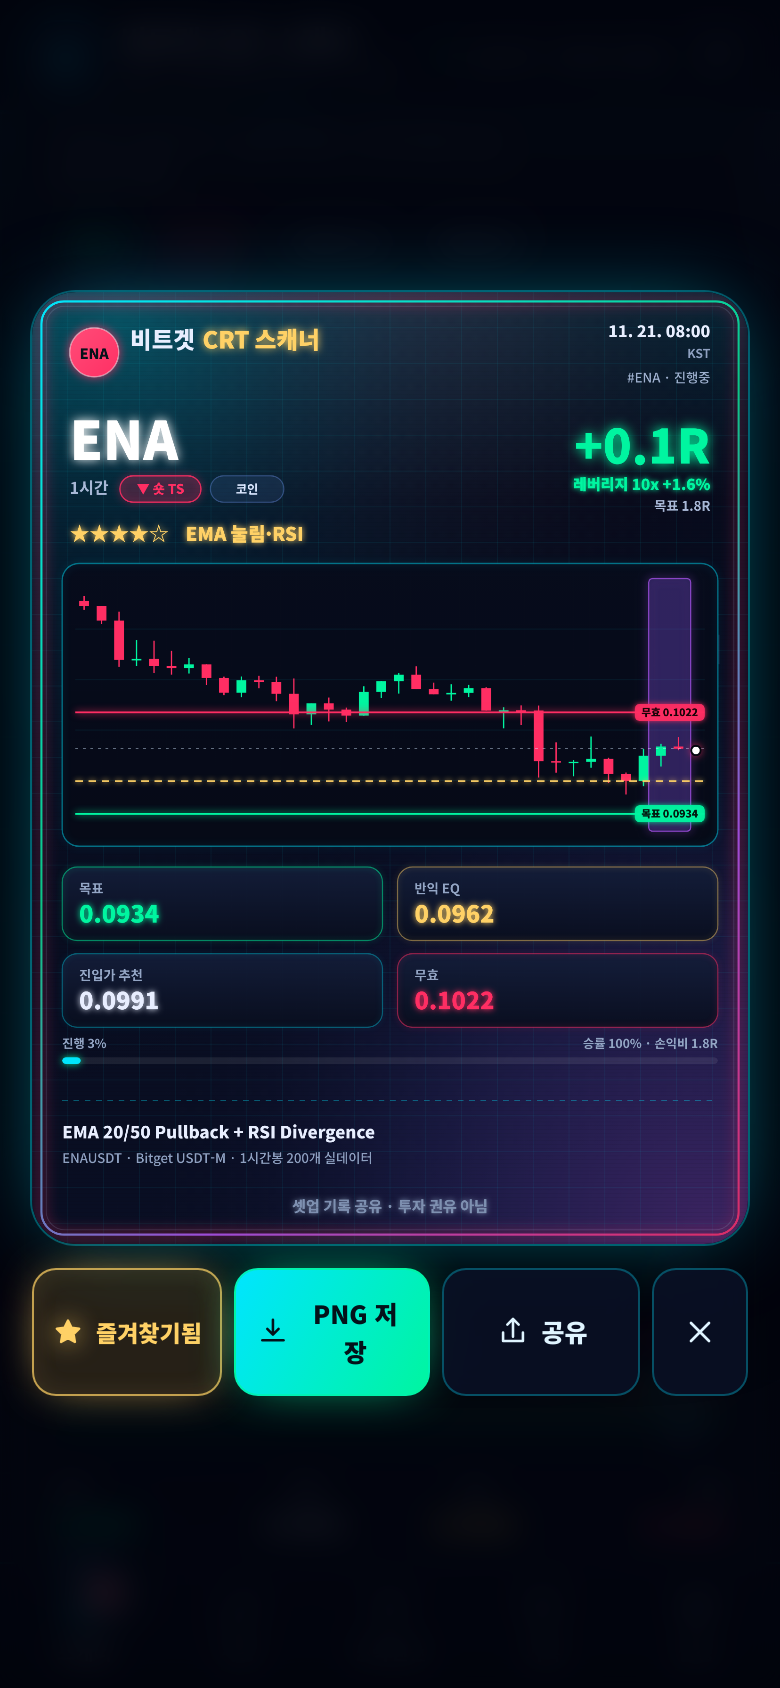 ENA
비트겟 CRT 스캐너
11. 21. 08:00
KST
#ENA · 진행중
ENA
+0.1R
1시간 ▼ 숏 TS 코인
레버리지 10x +1.6%
목표 1.8R
★★★★☆ EMA 눌림·RSI
무효 0.1022
목표 0.0934
목표
0.0934
반익 EQ
0.0962
진입가 추천
0.0991
무효
0.1022
진행 3%
승률 100% · 손익비 1.8R
EMA 20/50 Pullback + RSI Divergence
ENAUSDT · Bitget USDT-M · 1시간봉 200개 실데이터
셋업 기록 공유 · 투자 권유 아님
★ 즐겨찾기됨
PNG 저
장
공유